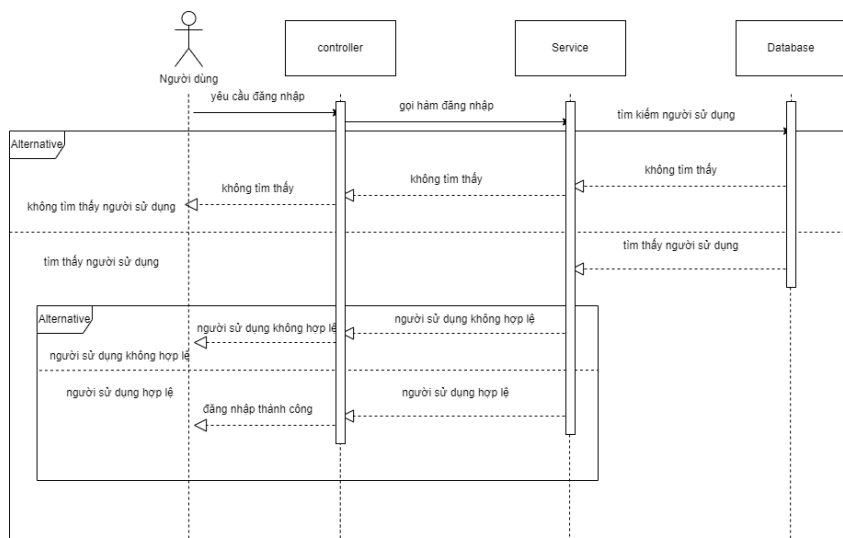 Người dùng
controller
Service
Database
yêu cầu đăng nhập
gọi hàm đăng nhập
tìm kiếm người sử dụng
Alternative
không tìm thấy
không tìm thấy
không tìm thấy
không tìm thấy người sử dụng
tìm thấy người sử dụng
tìm thấy người sử dụng
Alternative
người sử dụng không hợp lệ
người sử dụng không hợp lệ
người sử dụng không hợp lệ
người sử dụng hợp lệ
người sử dụng hợp lệ
đăng nhập thành công